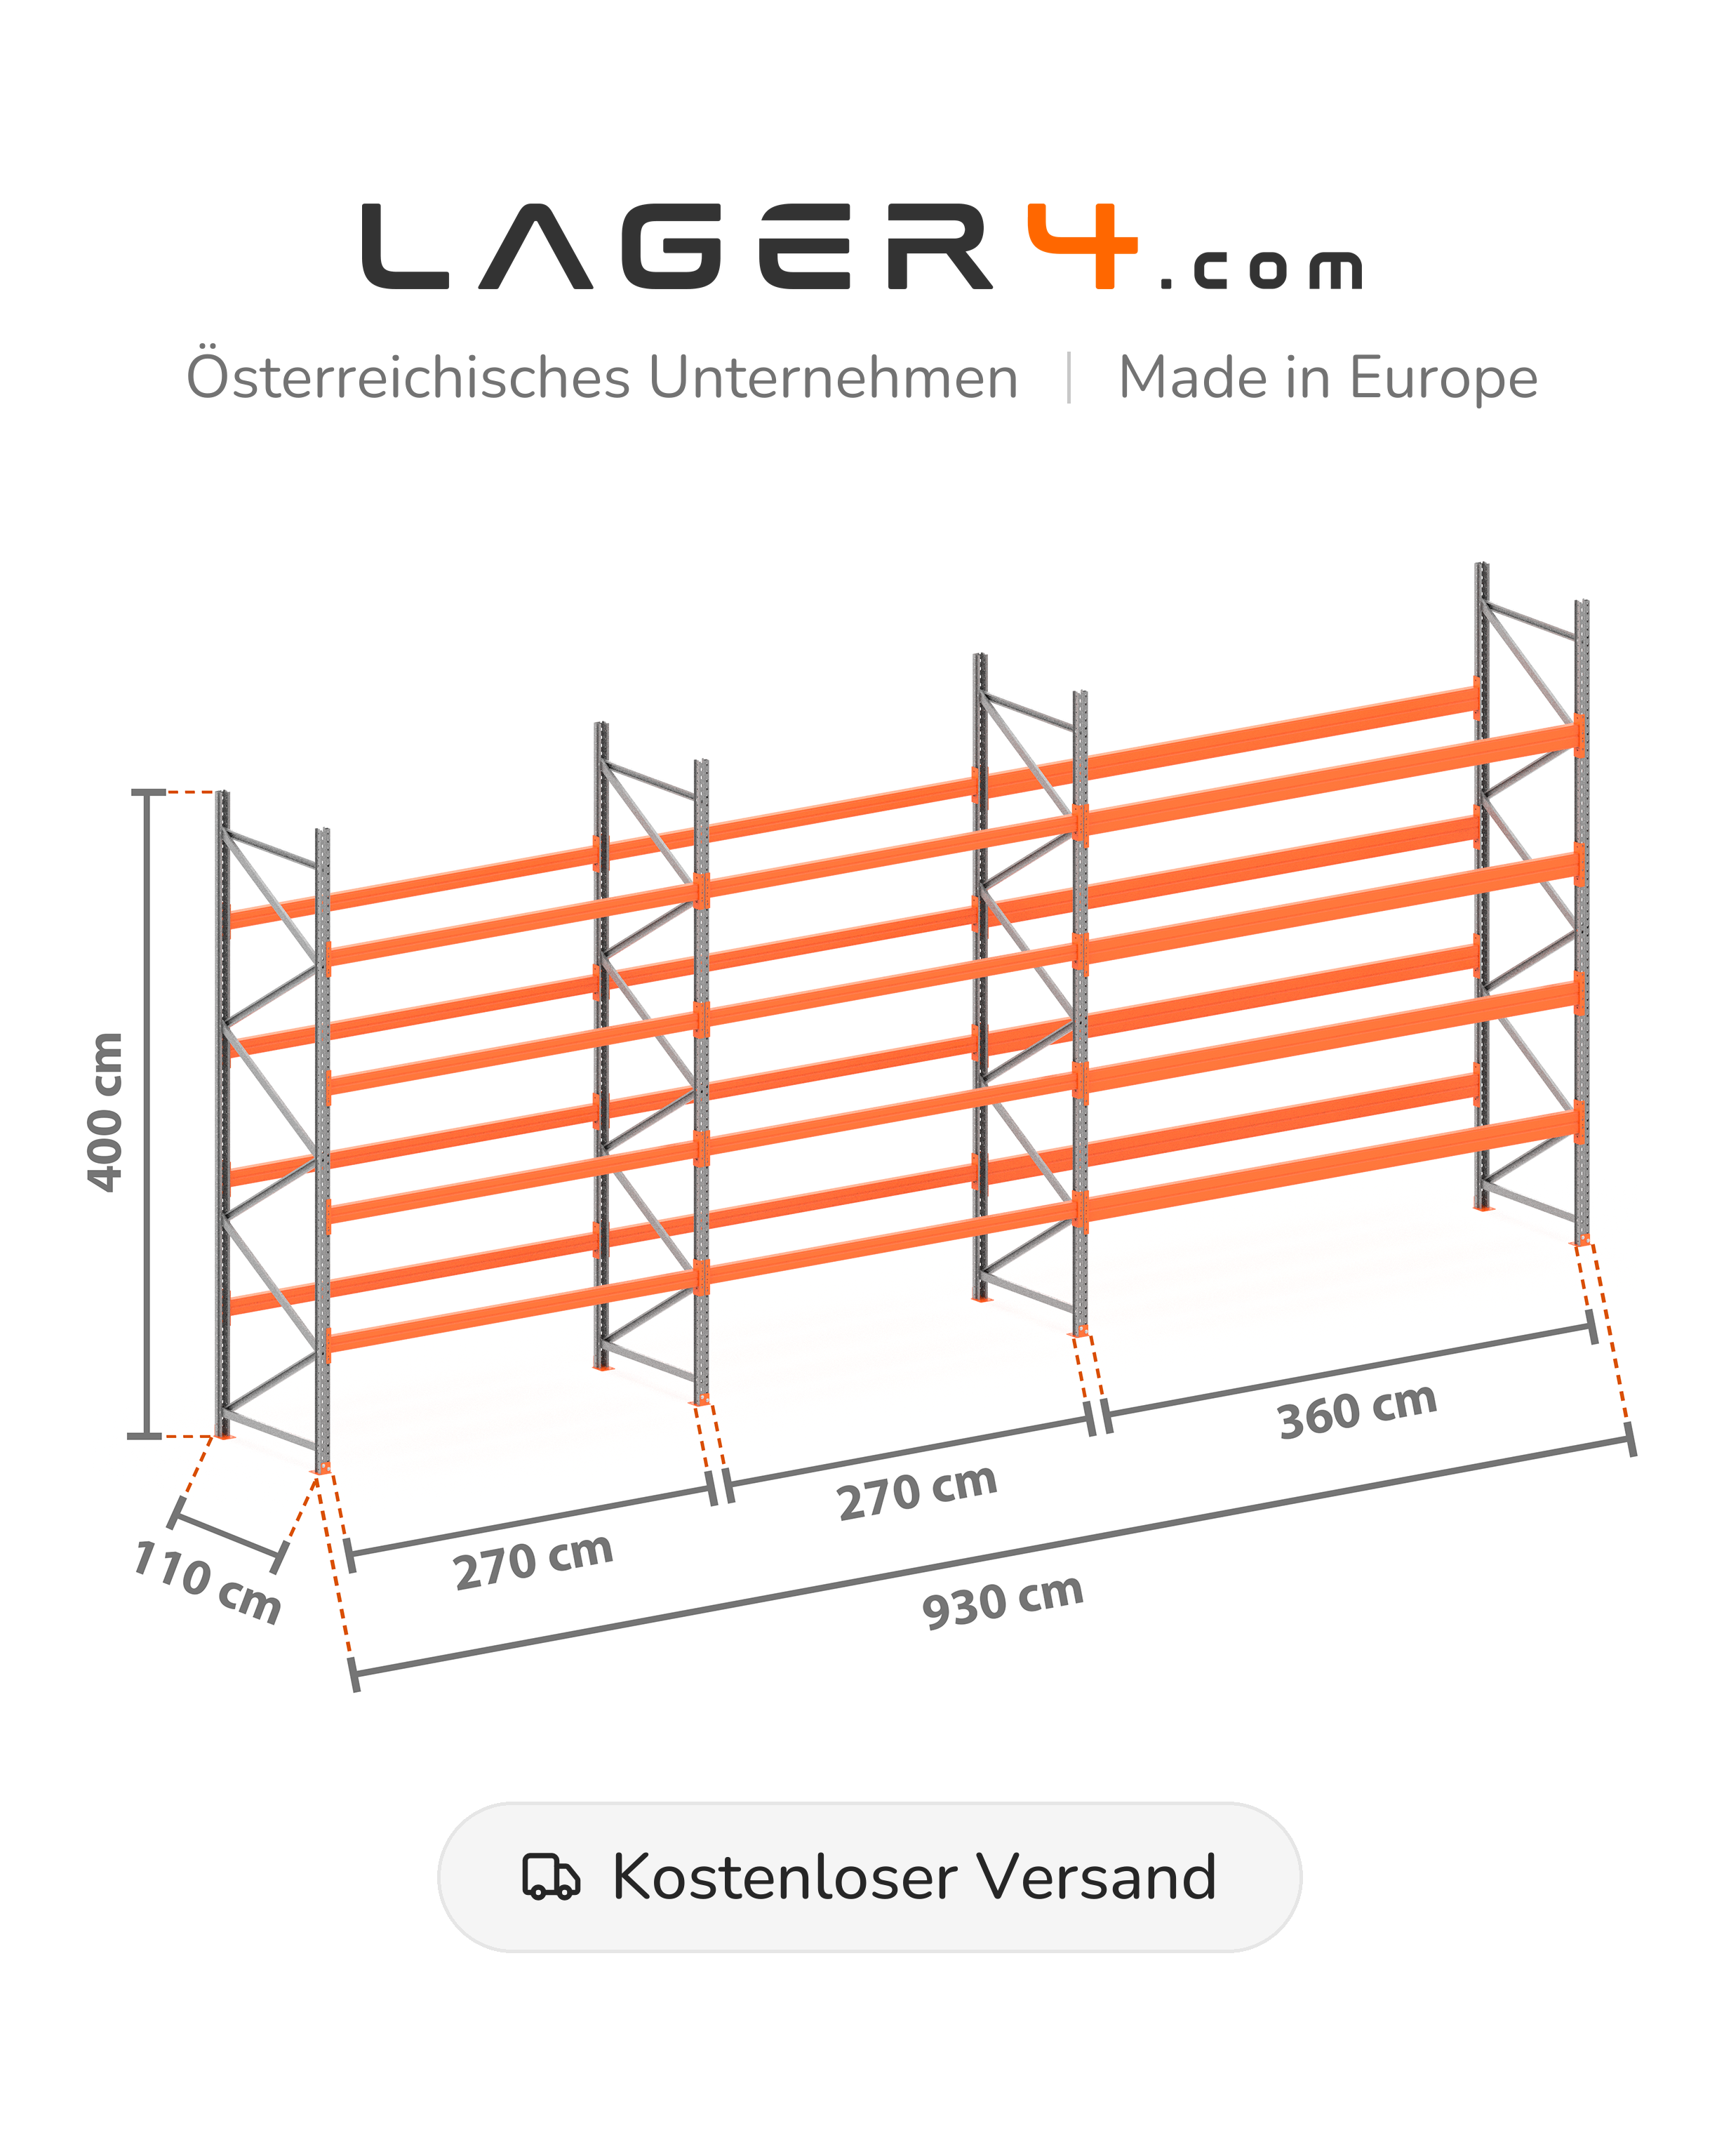 LAGER4.com
Österreichisches Unternehmen | Made in Europe
400 cm
110 cm
270 cm
270 cm
360 cm
930 cm
Kostenloser Versand